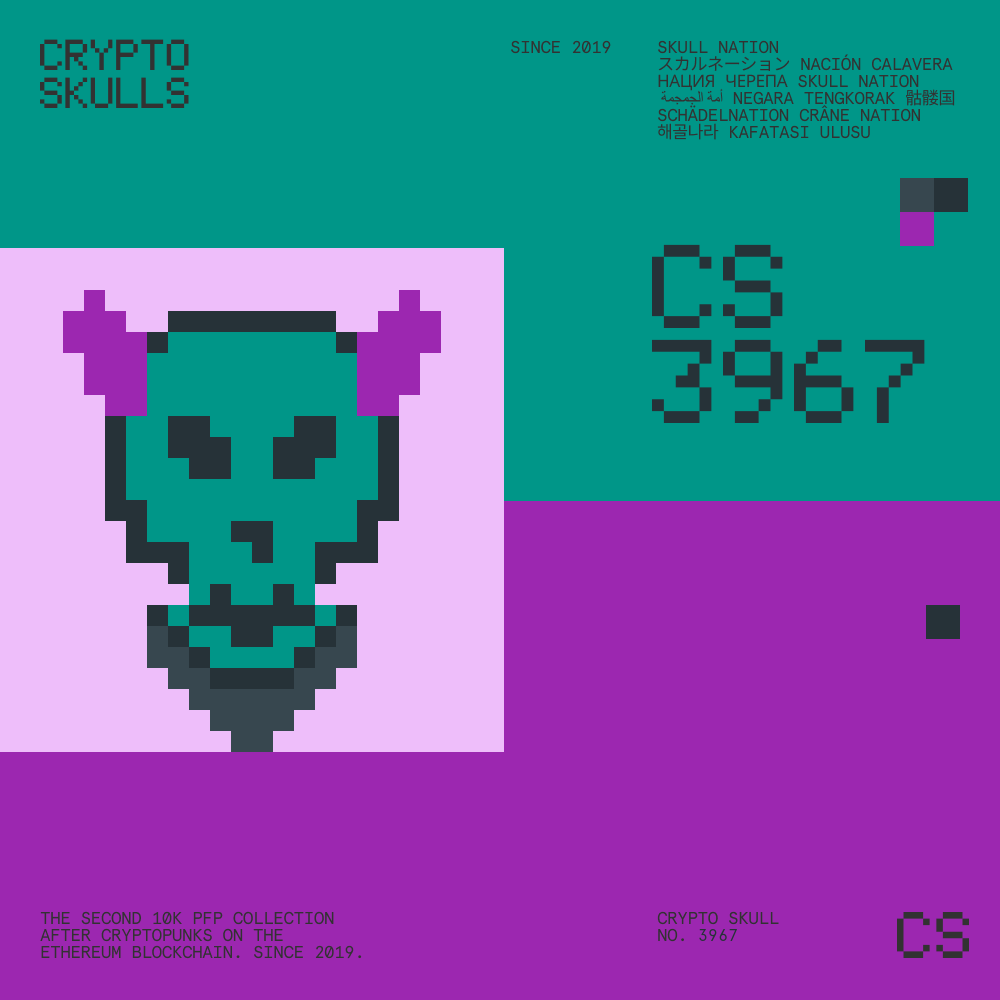 CRYPTO
SKULLS
SINCE 2019
SKULL NATION
スカルネーション NACIÓN CALAVERA
НАЦИЯ ЧЕРЕПА SKULL NATION
أمة الجمجمة NEGARA TENGKORAK 骷髅国
SCHÄDELNATION CRÂNE NATION
해골나라 KAFATASI ULUSU
CS
3967
THE SECOND 10K PFP COLLECTION
AFTER CRYPTOPUNKS ON THE
ETHEREUM BLOCKCHAIN. SINCE 2019.
CRYPTO SKULL
NO. 3967
CS